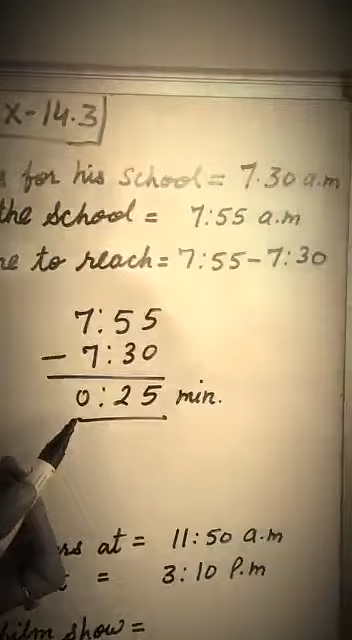 x-14.3
for his School = 7.30 a.m
the School = 7:55 a.m
to reach = 7:55-7:30
7:55
- 7:30
0:25 min.
at = 11:50 a.m
= 3:10 P.m
film show =